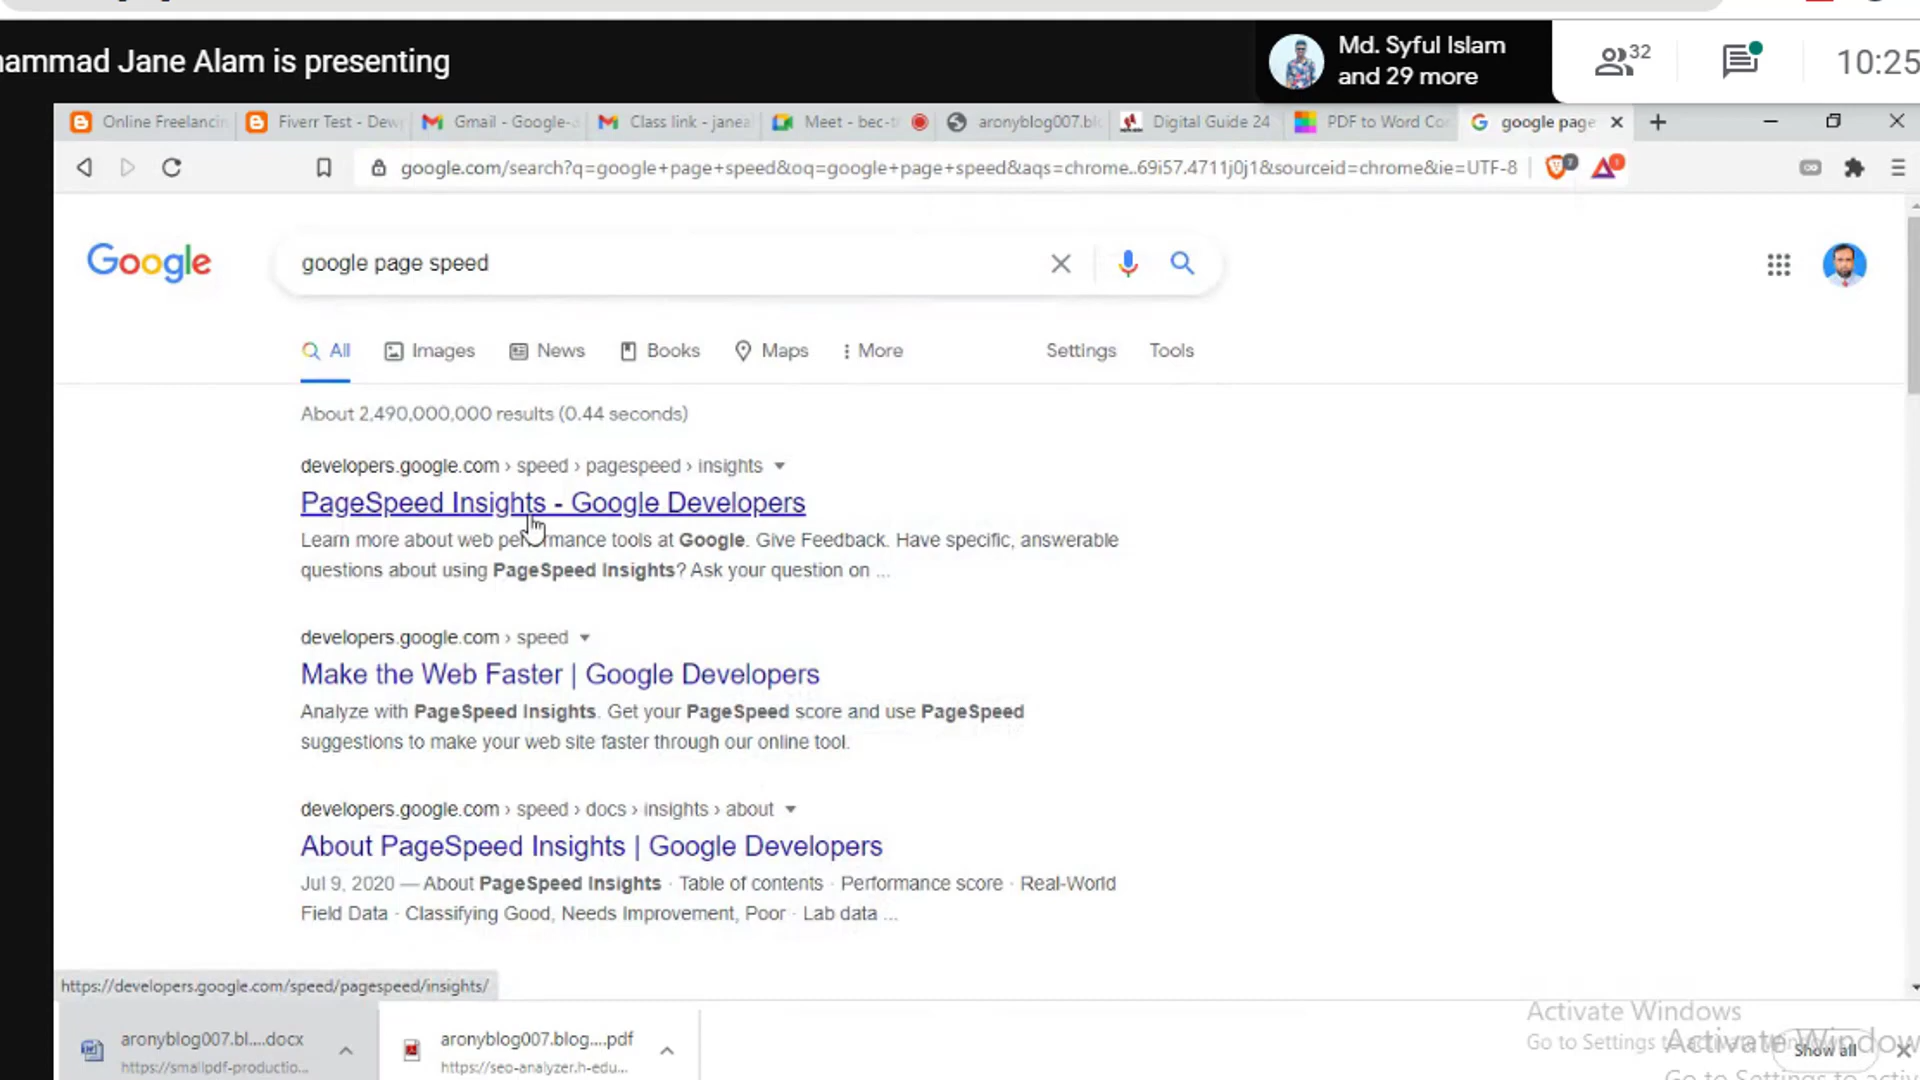 ammad Jane Alam is presenting
Md. Syful Islam
and 29 more
32
10:25
Online Freelancin
Fiverr Test - Dew
Gmail - Google-
Class link - janea
Meet - bec-t
aronyblog007.bl
Digital Guide 24
PDF to Word Co
google page
google.com/search?q=google+page+speed&oq=google+page+speed&aqs=chrome..69i57.4711j0j1&sourceid=chrome&ie=UTF-8
7
1
Google
google page speed
All
Images
News
Books
Maps
More
Settings
Tools
About 2,490,000,000 results (0.44 seconds)
developers.google.com › speed › pagespeed › insights
PageSpeed Insights - Google Developers
Learn more about web performance tools at Google. Give Feedback. Have specific, answerable
questions about using PageSpeed Insights? Ask your question on ...
developers.google.com › speed
Make the Web Faster | Google Developers
Analyze with PageSpeed Insights. Get your PageSpeed score and use PageSpeed
suggestions to make your web site faster through our online tool.
developers.google.com › speed › docs › insights › about
About PageSpeed Insights | Google Developers
Jul 9, 2020 — About PageSpeed Insights · Table of contents · Performance score · Real-World
Field Data · Classifying Good, Needs Improvement, Poor · Lab data ...
https://developers.google.com/speed/pagespeed/insights/
aronyblog007.bl....docx
https://smallpdf-productio...
aronyblog007.blog....pdf
https://seo-analyzer.h-edu...
Activate Windows
Go to Settings
Activate Window
Show all
Go to Settings to activ